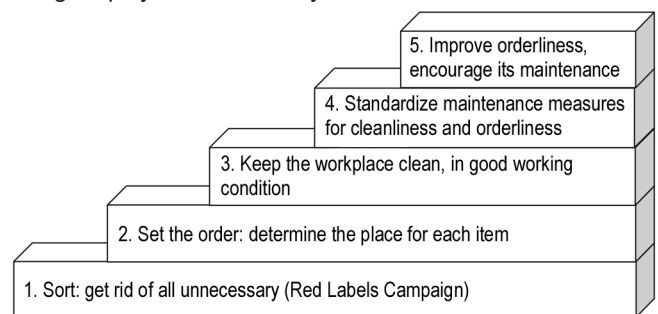 5. Improve orderliness,
encourage its maintenance
4. Standardize maintenance measures
for cleanliness and orderliness
3. Keep the workplace clean, in good working
condition
2. Set the order: determine the place for each item
1. Sort: get rid of all unnecessary (Red Labels Campaign)